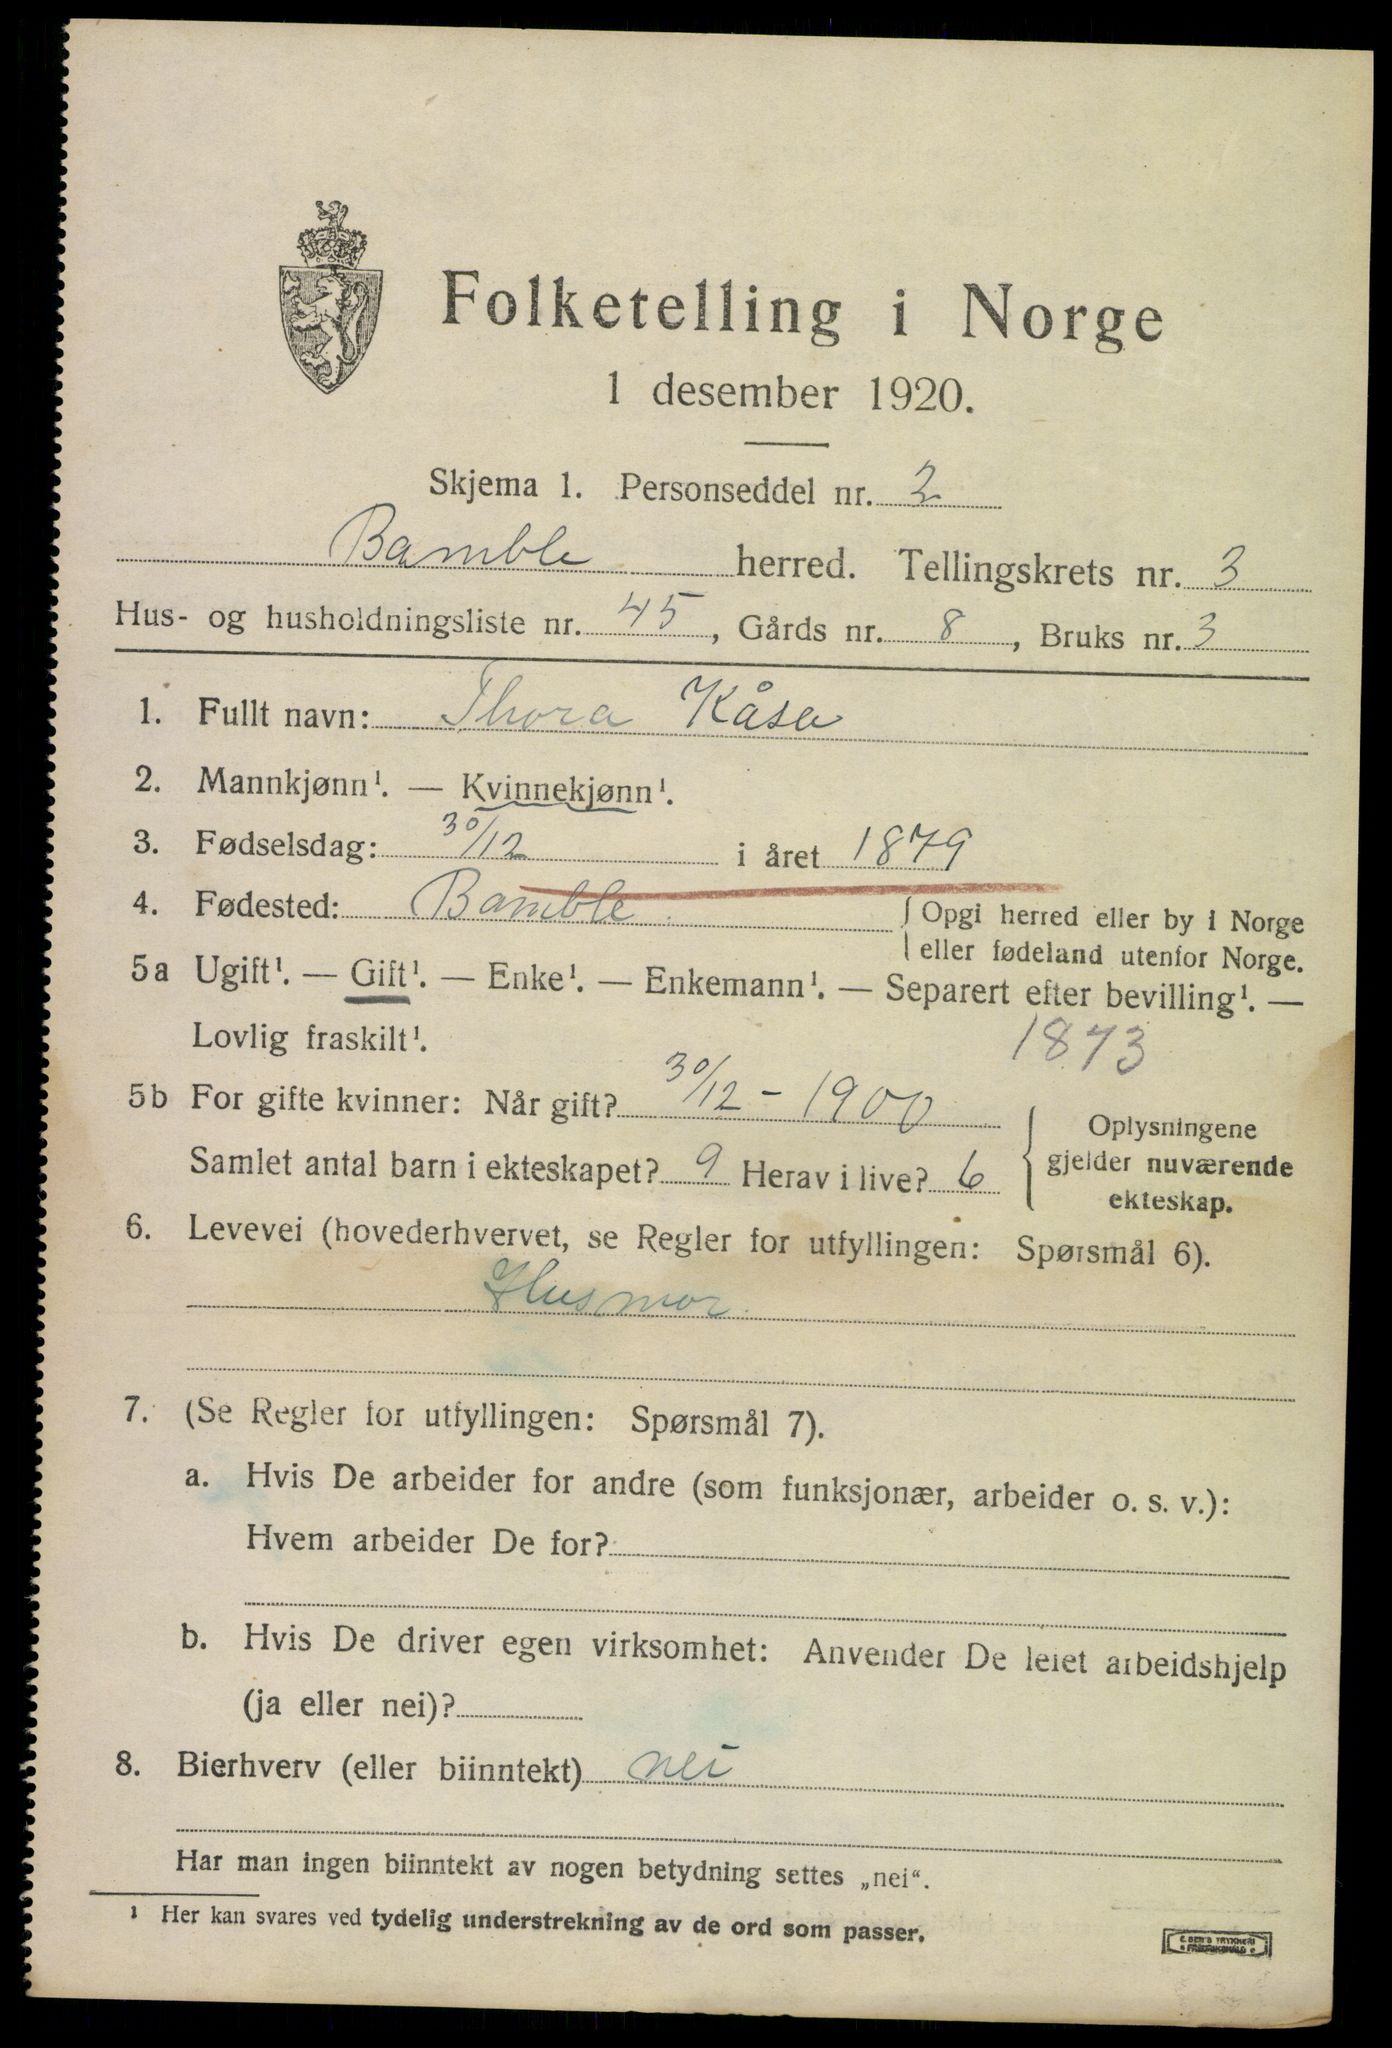 Folketelling i Norge
1 desember 1920.
Skjema 1. Personseddel nr. 2
Bamble herred. Tellingskrets nr. 3
Hus- og husholdningsliste nr. 45, Gårds nr. 8, Bruks nr. 3
1. Fullt navn: Thora Kåsa
2. Mannkjønn¹. — Kvinnekjønn¹.
3. Fødselsdag: 30/12 i året 1879
4. Fødested: Bamble. { Opgi herred eller by i Norge
eller fødeland utenfor Norge.
5a Ugift¹. — Gift¹. — Enke¹. — Enkemann¹. — Separert efter bevilling¹. —
Lovlig fraskilt¹. 1873
5b For gifte kvinner: Når gift? 30/12 - 1900
Samlet antal barn i ekteskapet? 9 Herav i live? 6
{ Oplysningene
gjelder nuværende
ekteskap.
6. Levevei (hovederhvervet, se Regler for utfyllingen: Spørsmål 6).
Husmor.
7. (Se Regler for utfyllingen: Spørsmål 7).
a. Hvis De arbeider for andre (som funksjonær, arbeider o. s. v.):
Hvem arbeider De for?
b. Hvis De driver egen virksomhet: Anvender De leiet arbeidshjelp
(ja eller nei)?
8. Bierhverv (eller biinntekt) nei
Har man ingen biinntekt av nogen betydning settes „nei“.
¹ Her kan svares ved tydelig understrekning av de ord som passer.